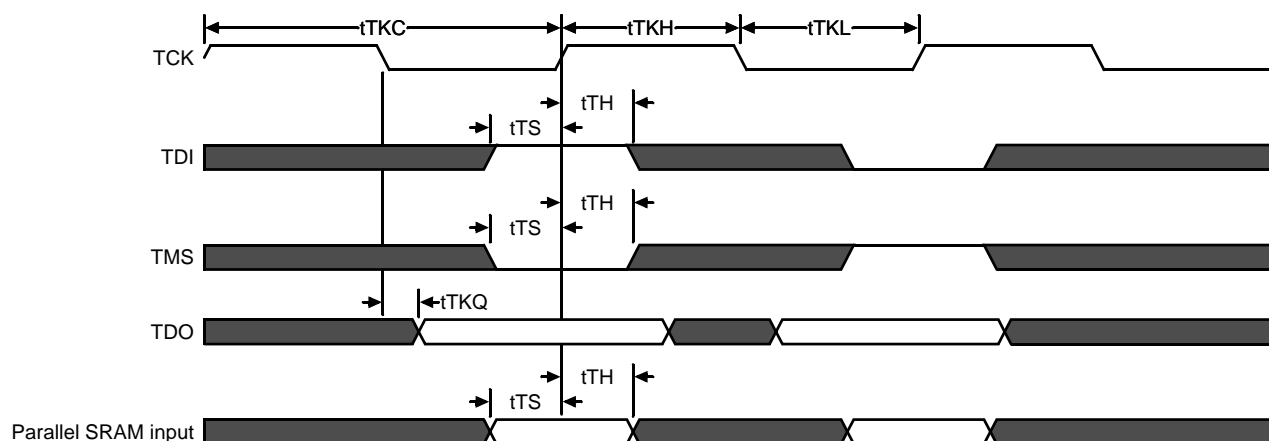 tTKC
tTKH
tTKL
TCK
tTH
tTS
TDI
tTH
tTS
TMS
tTKQ
TDO
tTH
tTS
Parallel SRAM input